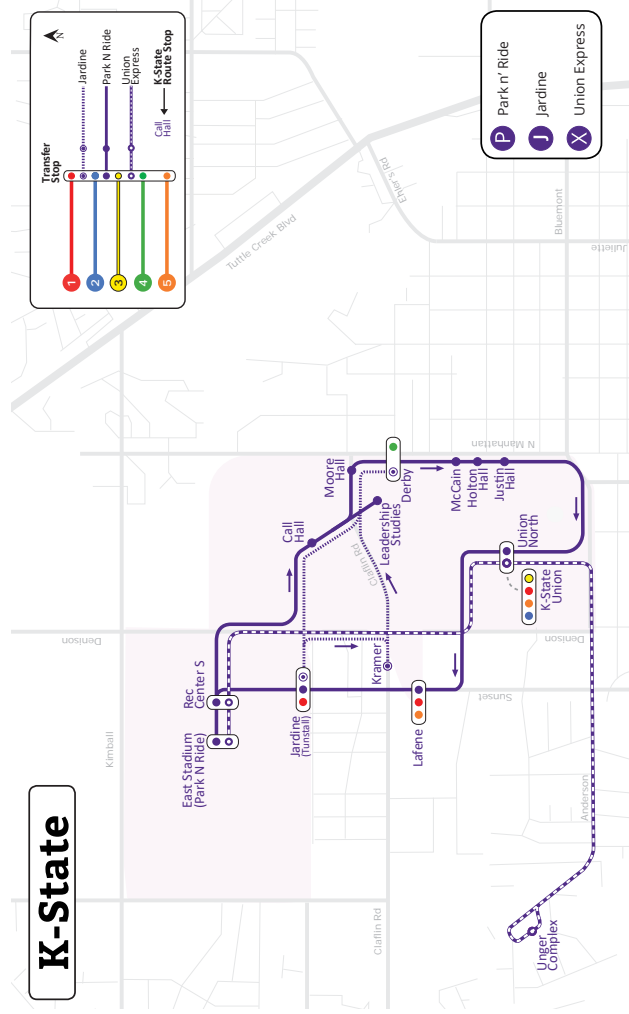 K-State
N
Transfer
Stop
1
2
3
4
5
Jardine
Park N Ride
Union
Express
Call
Hall
K-State
Route Stop
P Park n' Ride
J Jardine
X Union Express
Tuttle Creek Blvd
Ehler's Rd
Bluemont
Juliette
N Manhattan
Kimball
Denison
Denison
Claflin Rd
Claflin Rd
Sunset
Anderson
East Stadium
(Park N Ride)
Rec
Center S
Call
Hall
Moore
Hall
Leadership
Studies
Derby
McCain
Holton
Hall
Justin
Hall
Union
North
K-State
Union
Jardine
(Tunstall)
Kramer
Lafene
Unger
Complex